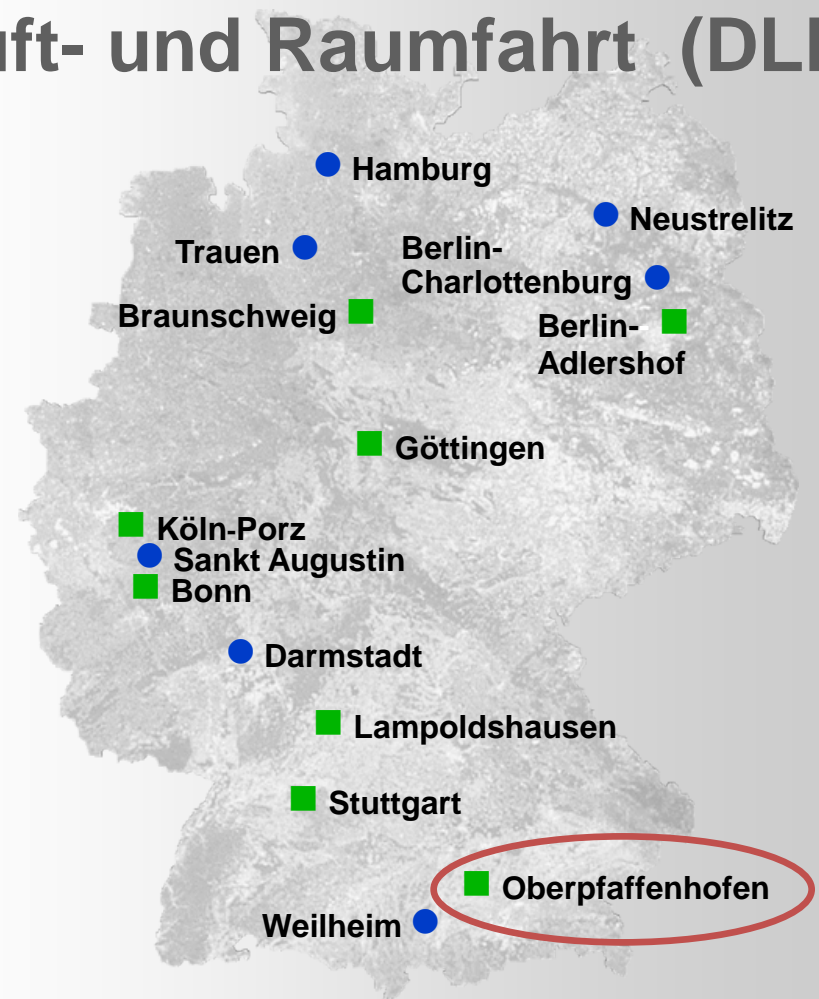 uft- und Raumfahrt (DL
Hamburg
Neustrelitz
Trauen
Berlin-
Charlottenburg
Braunschweig
Berlin-
Adlershof
Göttingen
Köln-Porz
Sankt Augustin
Bonn
Darmstadt
Lampoldshausen
Stuttgart
Oberpfaffenhofen
Weilheim